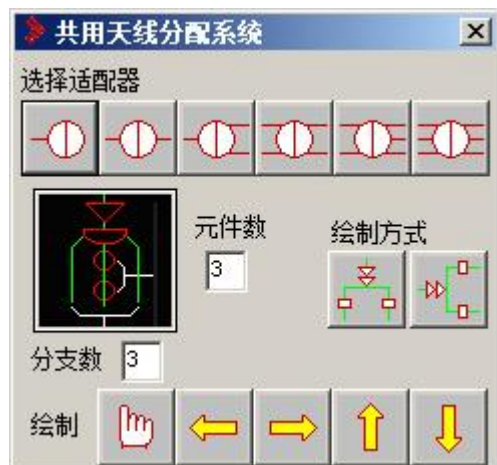 共用天线分配系统
选择适配器
元件数
绘制方式
3
分支数 3
绘制